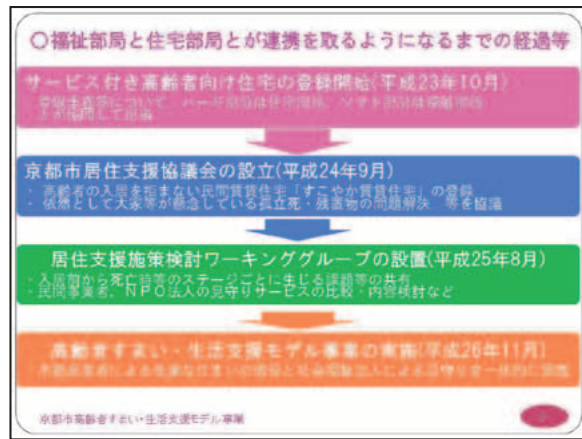 ○福祉部局と住宅部局とが連携を取るようになるまでの経過等
サービス付き高齢者向け住宅の登録開始(平成23年10月)
京都市居住支援協議会の設立(平成24年9月)
・ 高齢者の入居を拒まない民間賃貸住宅「すこやか賃貸住宅」の登録
・ 依然として大家等が懸念している孤立死・残置物の問題解決 等を協議
居住支援施策検討ワーキンググループの設置(平成25年8月)
・入居前から死亡時等のステージごとに生じる課題等の共有
・民間事業者、NPO法人の見守りサービスの比較・内容検討など
高齢者すまい・生活支援モデル事業の実施(平成26年11月)
京都市高齢者すまい・生活支援モデル事業